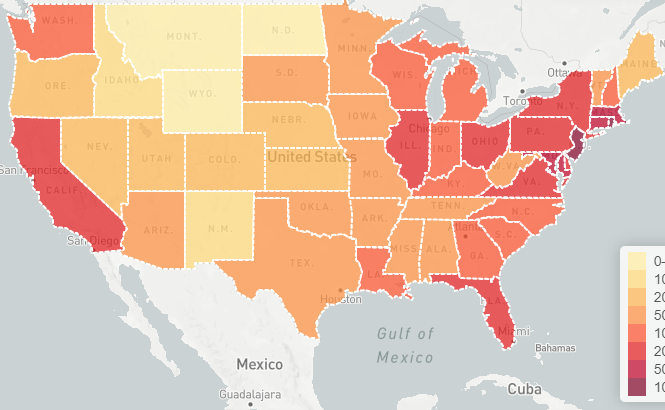 WASH.
MONT.
N.D.
MINN.
Ottawa
MAINE
ORE.
IDAHO
S.D.
WIS.
MICH.
Toronto
N.Y.
VT.
MASS.
WYO.
IOWA
Chicago
NEBR.
PA.
NEV.
UTAH
COLO.
United States
ILL.
IND.
OHIO
San Francisco
CALIF.
MO.
KY.
W.VA.
VA.
San Diego
ARIZ.
N.M.
OKLA.
ARK.
TENN.
N.C.
Atlanta
S.C.
TEX.
MISS.
ALA.
GA.
LA.
Houston
FLA.
Gulf of
Mexico
Miami
Bahamas
Mexico
Cuba
Guadalajara
0–
10
20
50
10
20
50
10